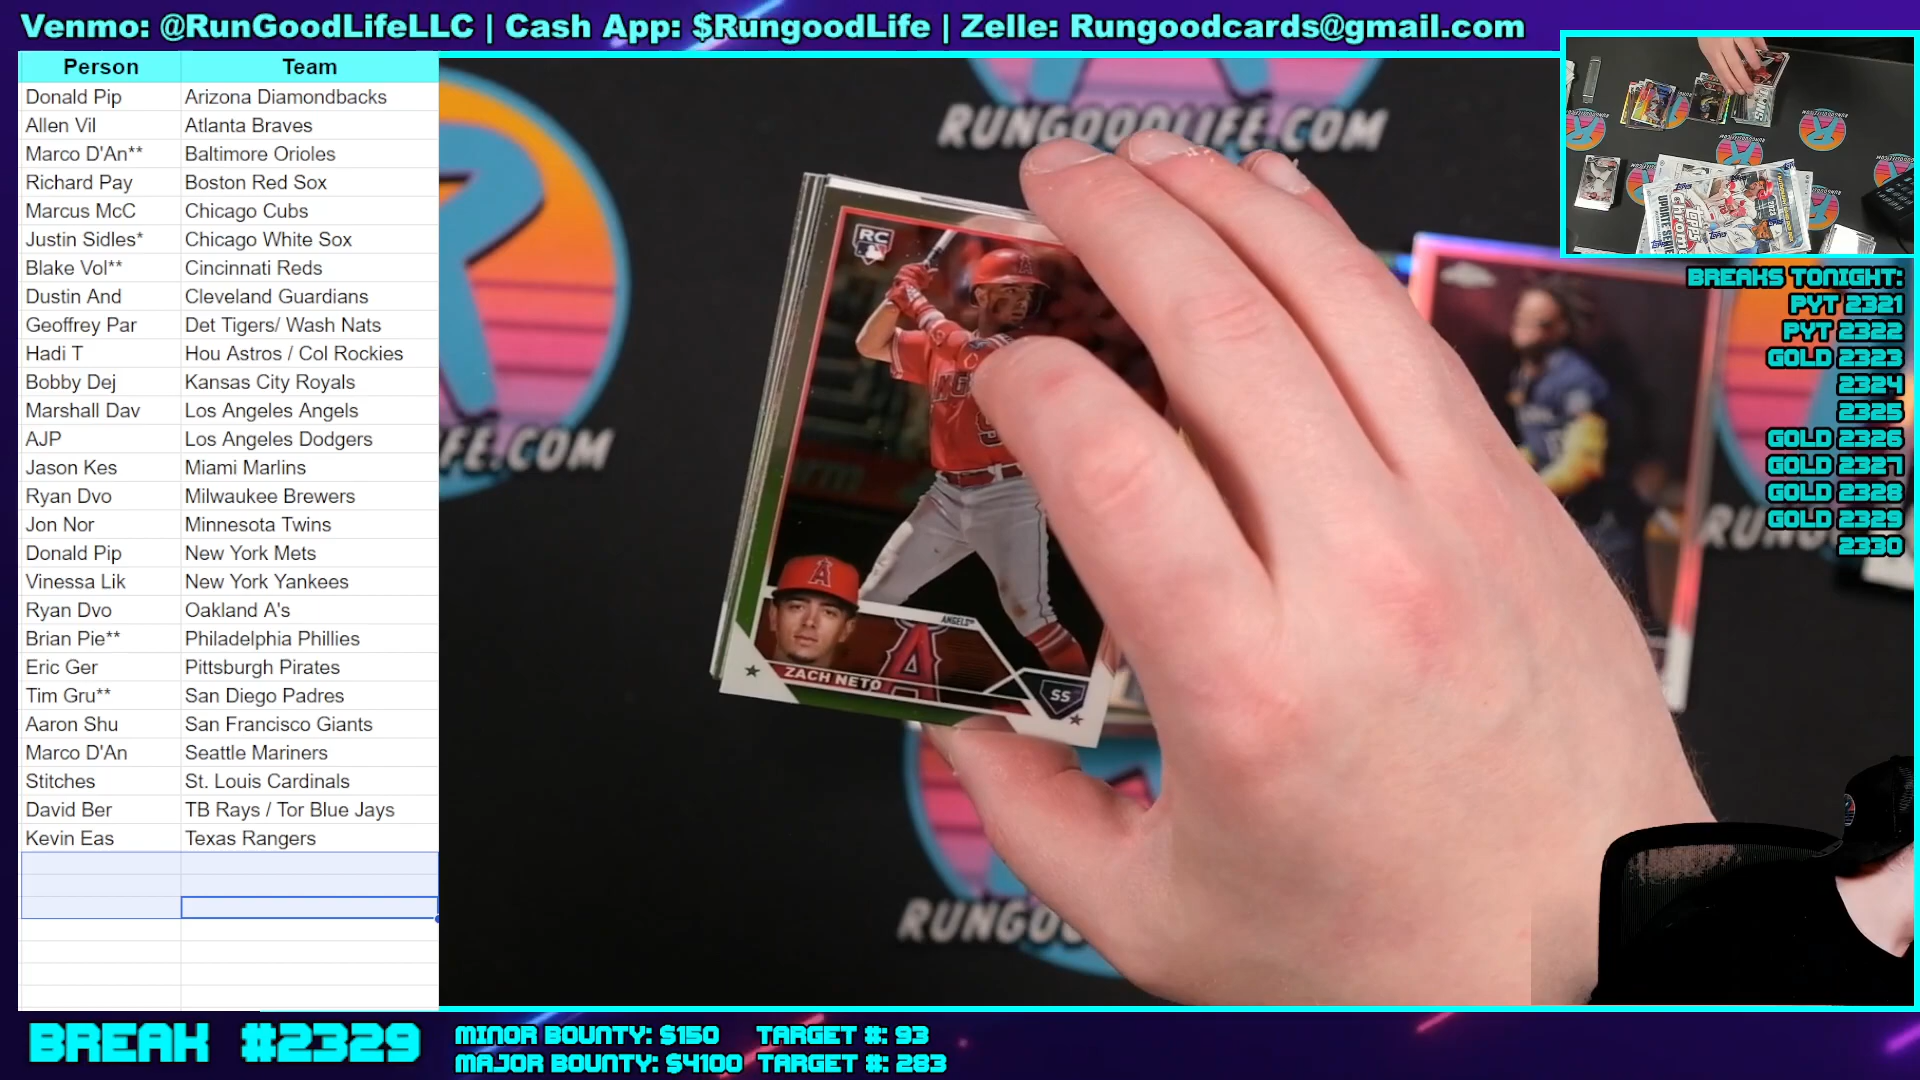 Venmo: @RunGoodLifeLLC | Cash App: $RungoodLife | Zelle: Rungoodcards@gmail.com
Person Team
Donald Pip Arizona Diamondbacks
Allen Vil Atlanta Braves
Marco D'An** Baltimore Orioles
Richard Pay Boston Red Sox
Marcus McC Chicago Cubs
Justin Sidles* Chicago White Sox
Blake Vol** Cincinnati Reds
Dustin And Cleveland Guardians
Geoffrey Par Det Tigers/ Wash Nats
Hadi T Hou Astros / Col Rockies
Bobby Dej Kansas City Royals
Marshall Dav Los Angeles Angels
AJP Los Angeles Dodgers
Jason Kes Miami Marlins
Ryan Dvo Milwaukee Brewers
Jon Nor Minnesota Twins
Donald Pip New York Mets
Vinessa Lik New York Yankees
Ryan Dvo Oakland A's
Brian Pie** Philadelphia Phillies
Eric Ger Pittsburgh Pirates
Tim Gru** San Diego Padres
Aaron Shu San Francisco Giants
Marco D'An Seattle Mariners
Stitches St. Louis Cardinals
David Ber TB Rays / Tor Blue Jays
Kevin Eas Texas Rangers
RUNGOODLIFE.COM
FE.COM
RC
ANGELS
ZACH NETO
SS
BREAKS TONIGHT:
PYT 2321
PYT 2322
GOLD 2323
2324
2325
GOLD 2326
GOLD 2327
GOLD 2328
GOLD 2329
2330
BREAK #2329
MINOR BOUNTY: $150 TARGET #: 93
MAJOR BOUNTY: $4100 TARGET #: 283